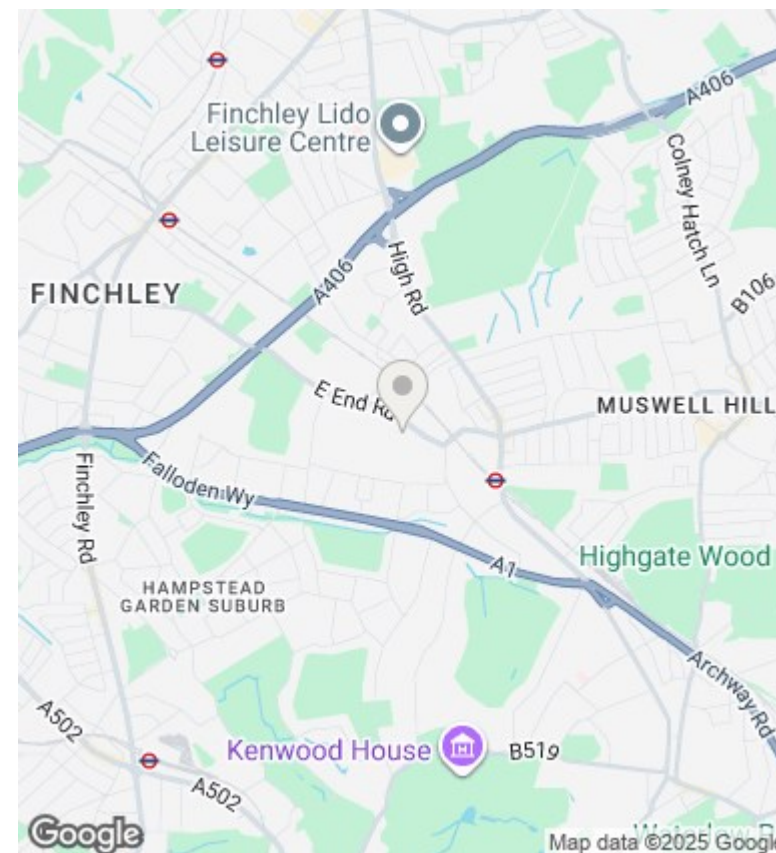 A406
Finchley Lido
Leisure Centre
Colney Hatch Ln
High Rd
A406
FINCHLEY
B106
E End Rd
MUSWELL HILL
Finchley Rd
Falloden Wy
A1
Highgate Wood
HAMPSTEAD
GARDEN SUBURB
Archway Rd
A502
Kenwood House
B519
A502
Google
Map data ©2025 Google